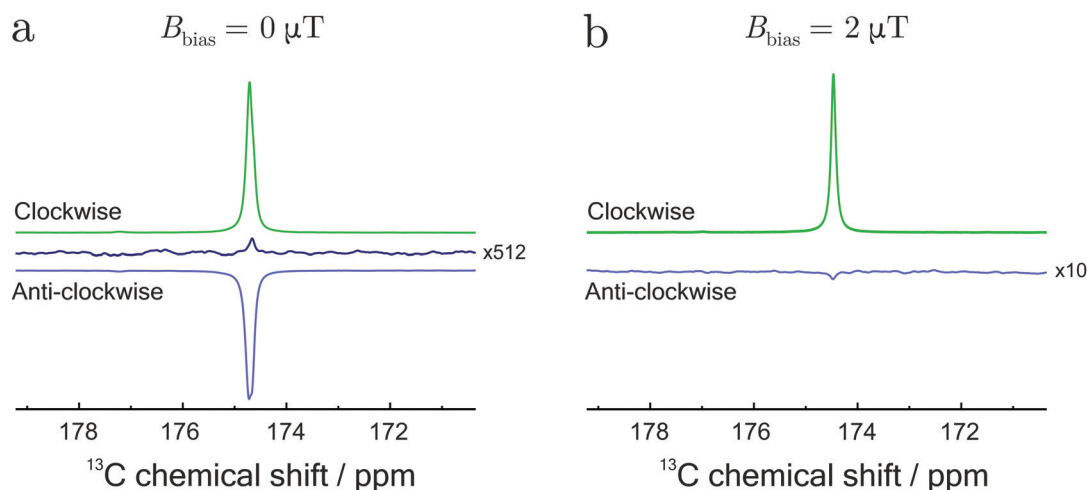 a
B_bias = 0 μT
Clockwise
x512
Anti-clockwise
178 176 174 172
¹³C chemical shift / ppm
b
B_bias = 2 μT
Clockwise
x10
Anti-clockwise
178 176 174 172
¹³C chemical shift / ppm